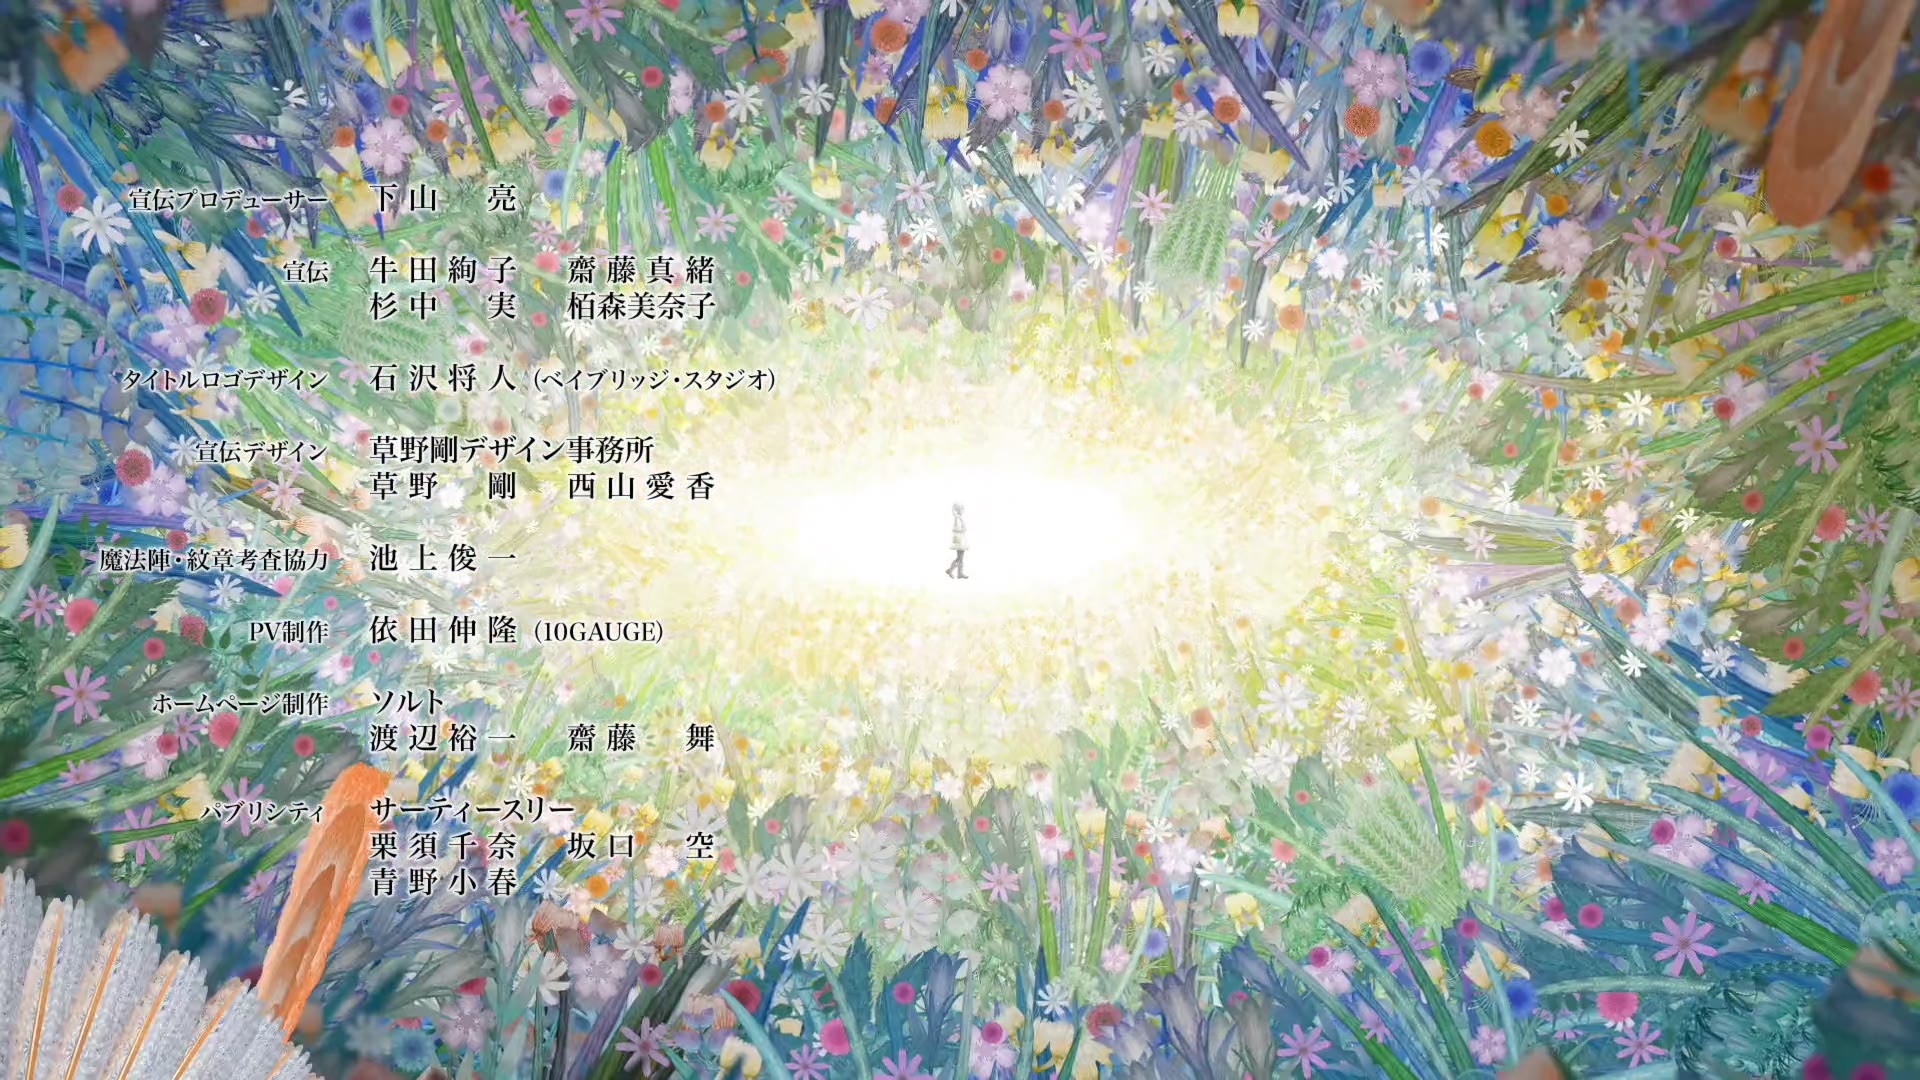 宣伝プロデューサー 下山 亮
宣伝 牛田絢子 齋藤真緒
杉中 実 栢森美奈子
タイトルロゴデザイン 石沢将人 (ベイブリッジ・スタジオ)
宣伝デザイン 草野剛デザイン事務所
草野 剛 西山愛香
魔法陣・紋章考査協力 池上俊一
PV制作 依田伸隆 (10GAUGE)
ホームページ制作 ソルト
渡辺裕一 齋藤 舞
パブリシティ サーティースリー
栗須千奈 坂口 空
青野小春